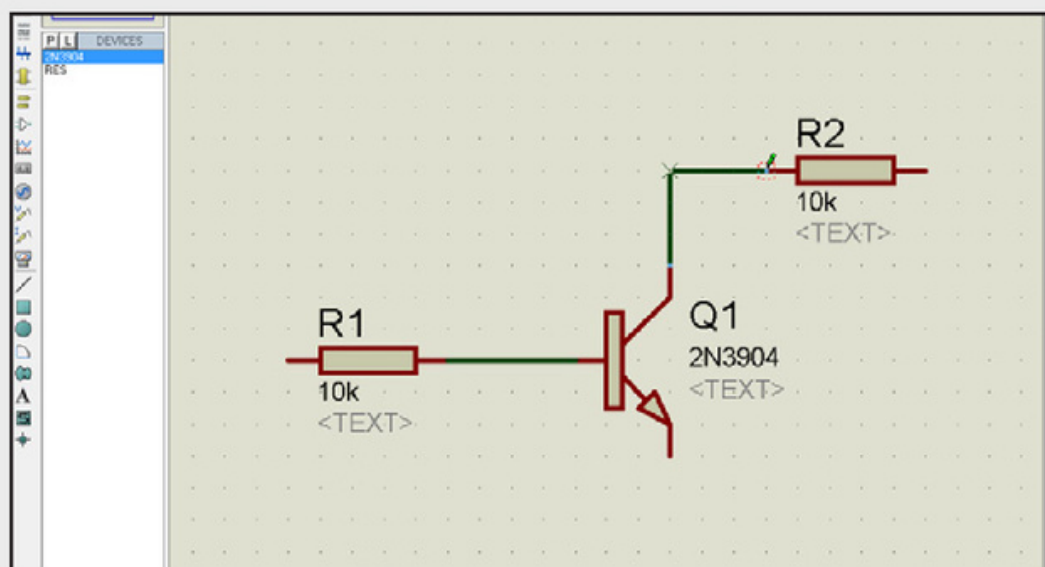 P L DEVICES
2N3904
RES
R2
10k
<TEXT>
R1
10k
<TEXT>
Q1
2N3904
<TEXT>
A